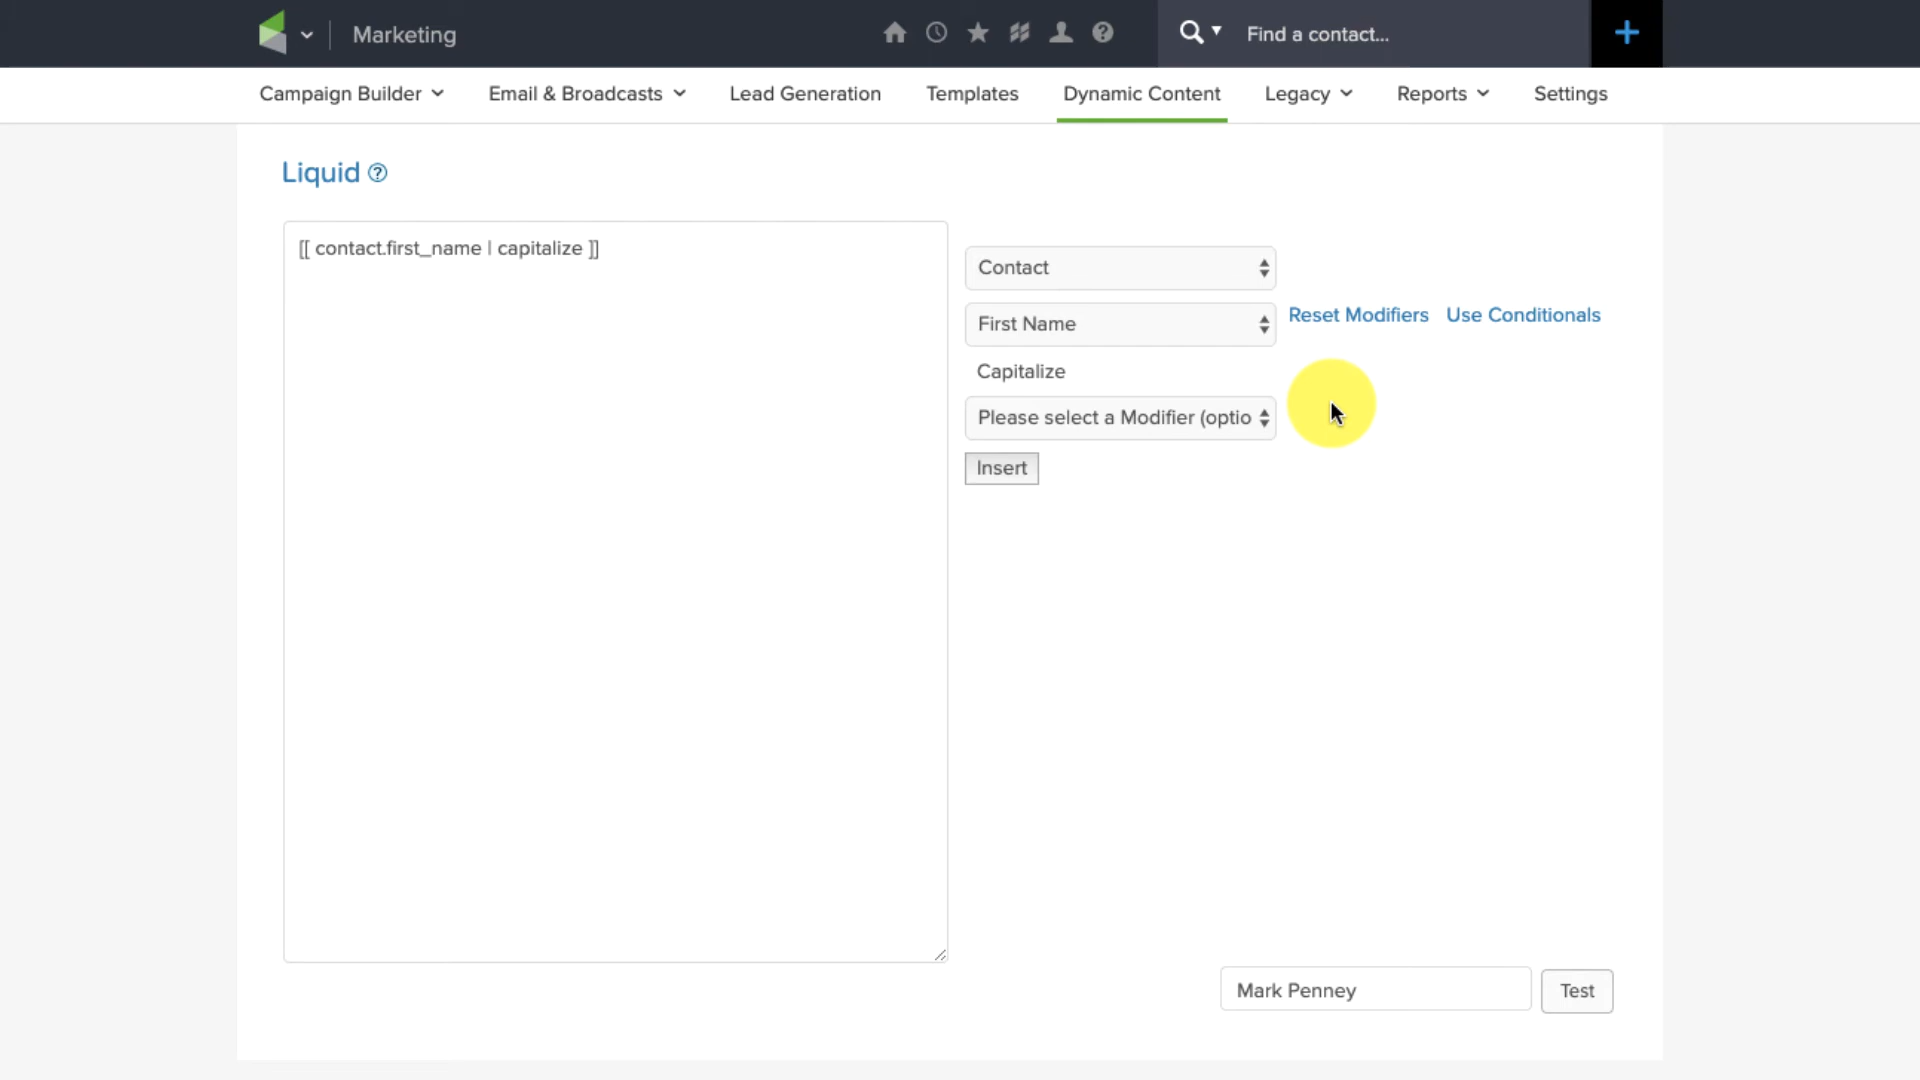 Marketing
Find a contact...
Campaign Builder
Email & Broadcasts
Lead Generation
Templates
Dynamic Content
Legacy
Reports
Settings
Liquid
[[ contact.first_name | capitalize ]]
Contact
First Name
Reset Modifiers
Use Conditionals
Capitalize
Please select a Modifier (optio
Insert
Mark Penney
Test